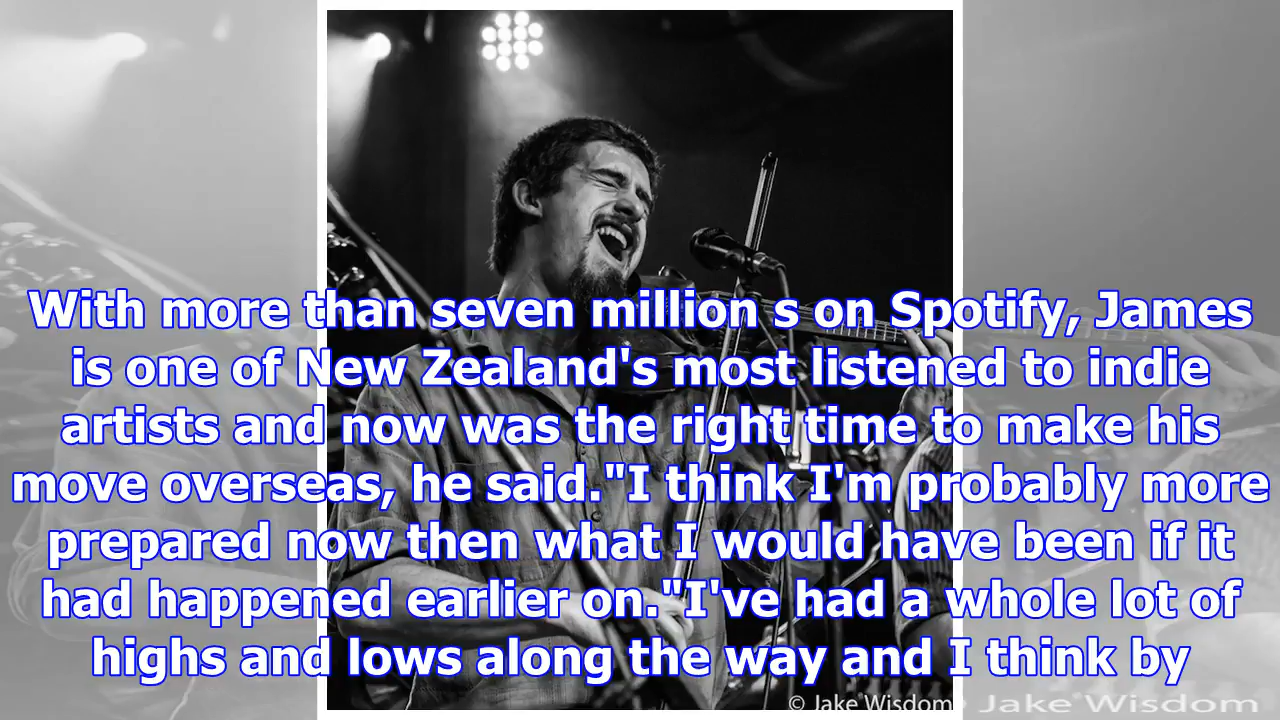 With more than seven million s on Spotify, James
is one of New Zealand's most listened to indie
artists and now was the right time to make his
move overseas, he said."I think I'm probably more
prepared now then what I would have been if it
had happened earlier on."I've had a whole lot of
highs and lows along the way and I think by
© Jake Wisdom
Jake Wisdom